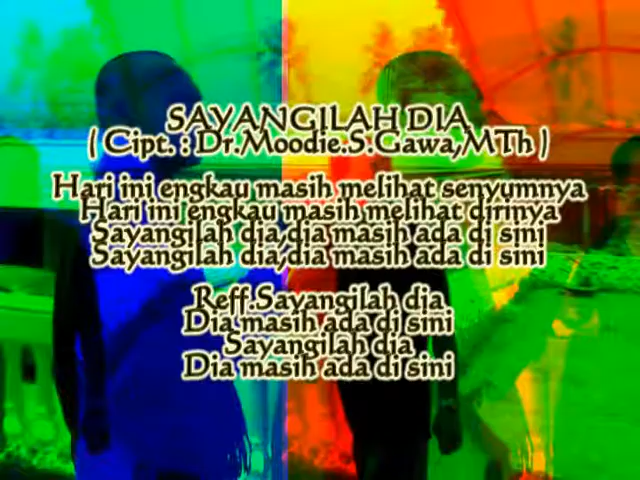 SAYANGILAH DIA
( Cipt. : Dr.Moodie.S.Gawa,MTh )
Hari ini engkau masih melihat senyumnya
Hari ini engkau masih melihat dirinya
Sayangilah dia,dia masih ada di sini
Sayangilah dia,dia masih ada di sini
Reff.Sayangilah dia
Dia masih ada di sini
Sayangilah dia
Dia masih ada di sini